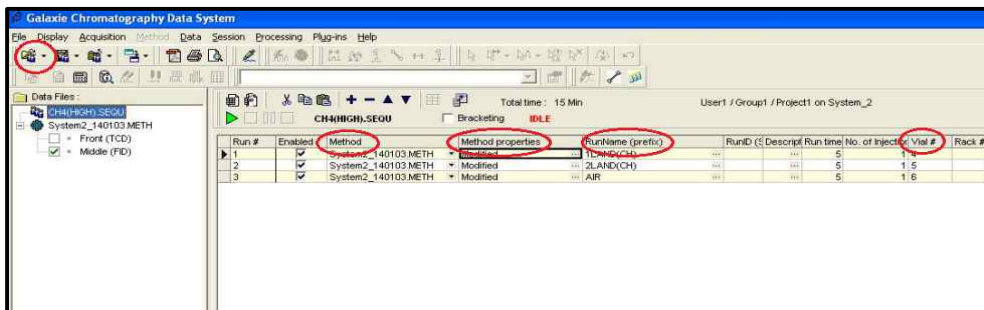 Galaxie Chromatography Data System
File Display Acquisition Method Data Session Processing Plug-ins Help
Data Files :
CH4(HIGH).SEQU
System2_140103.METH
Front (TCD)
Middle (FID)
Total time : 15 Min
User1 / Group1 / Project1 on System_2
CH4(HIGH).SEQU Bracketing IDLE
Run # Enabled Method Method properties RunName (prefix) RunID (S Descript Run time No. of Injection Vial # Rack #
1 System2_140103.METH Modified 1LAND(CH) 5 1 4
2 System2_140103.METH Modified 2LAND(CH) 5 1 5
3 System2_140103.METH Modified AIR 5 1 6